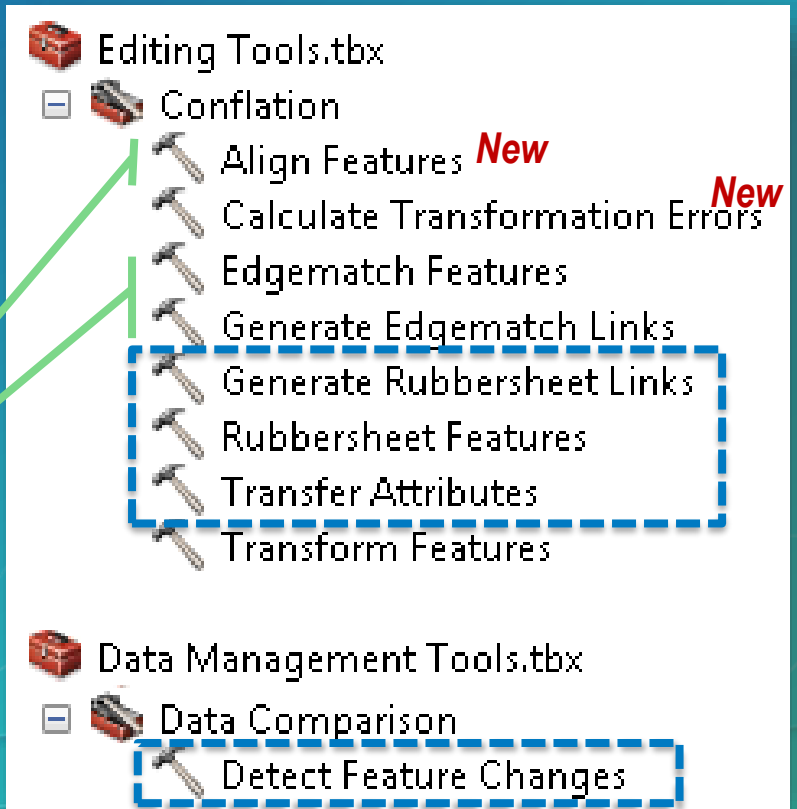 Editing Tools.tbx
Conflation
Align Features New
Calculate Transformation Errors New
Edgematch Features
Generate Edgematch Links
Generate Rubbersheet Links
Rubbersheet Features
Transfer Attributes
Transform Features
Data Management Tools.tbx
Data Comparison
Detect Feature Changes